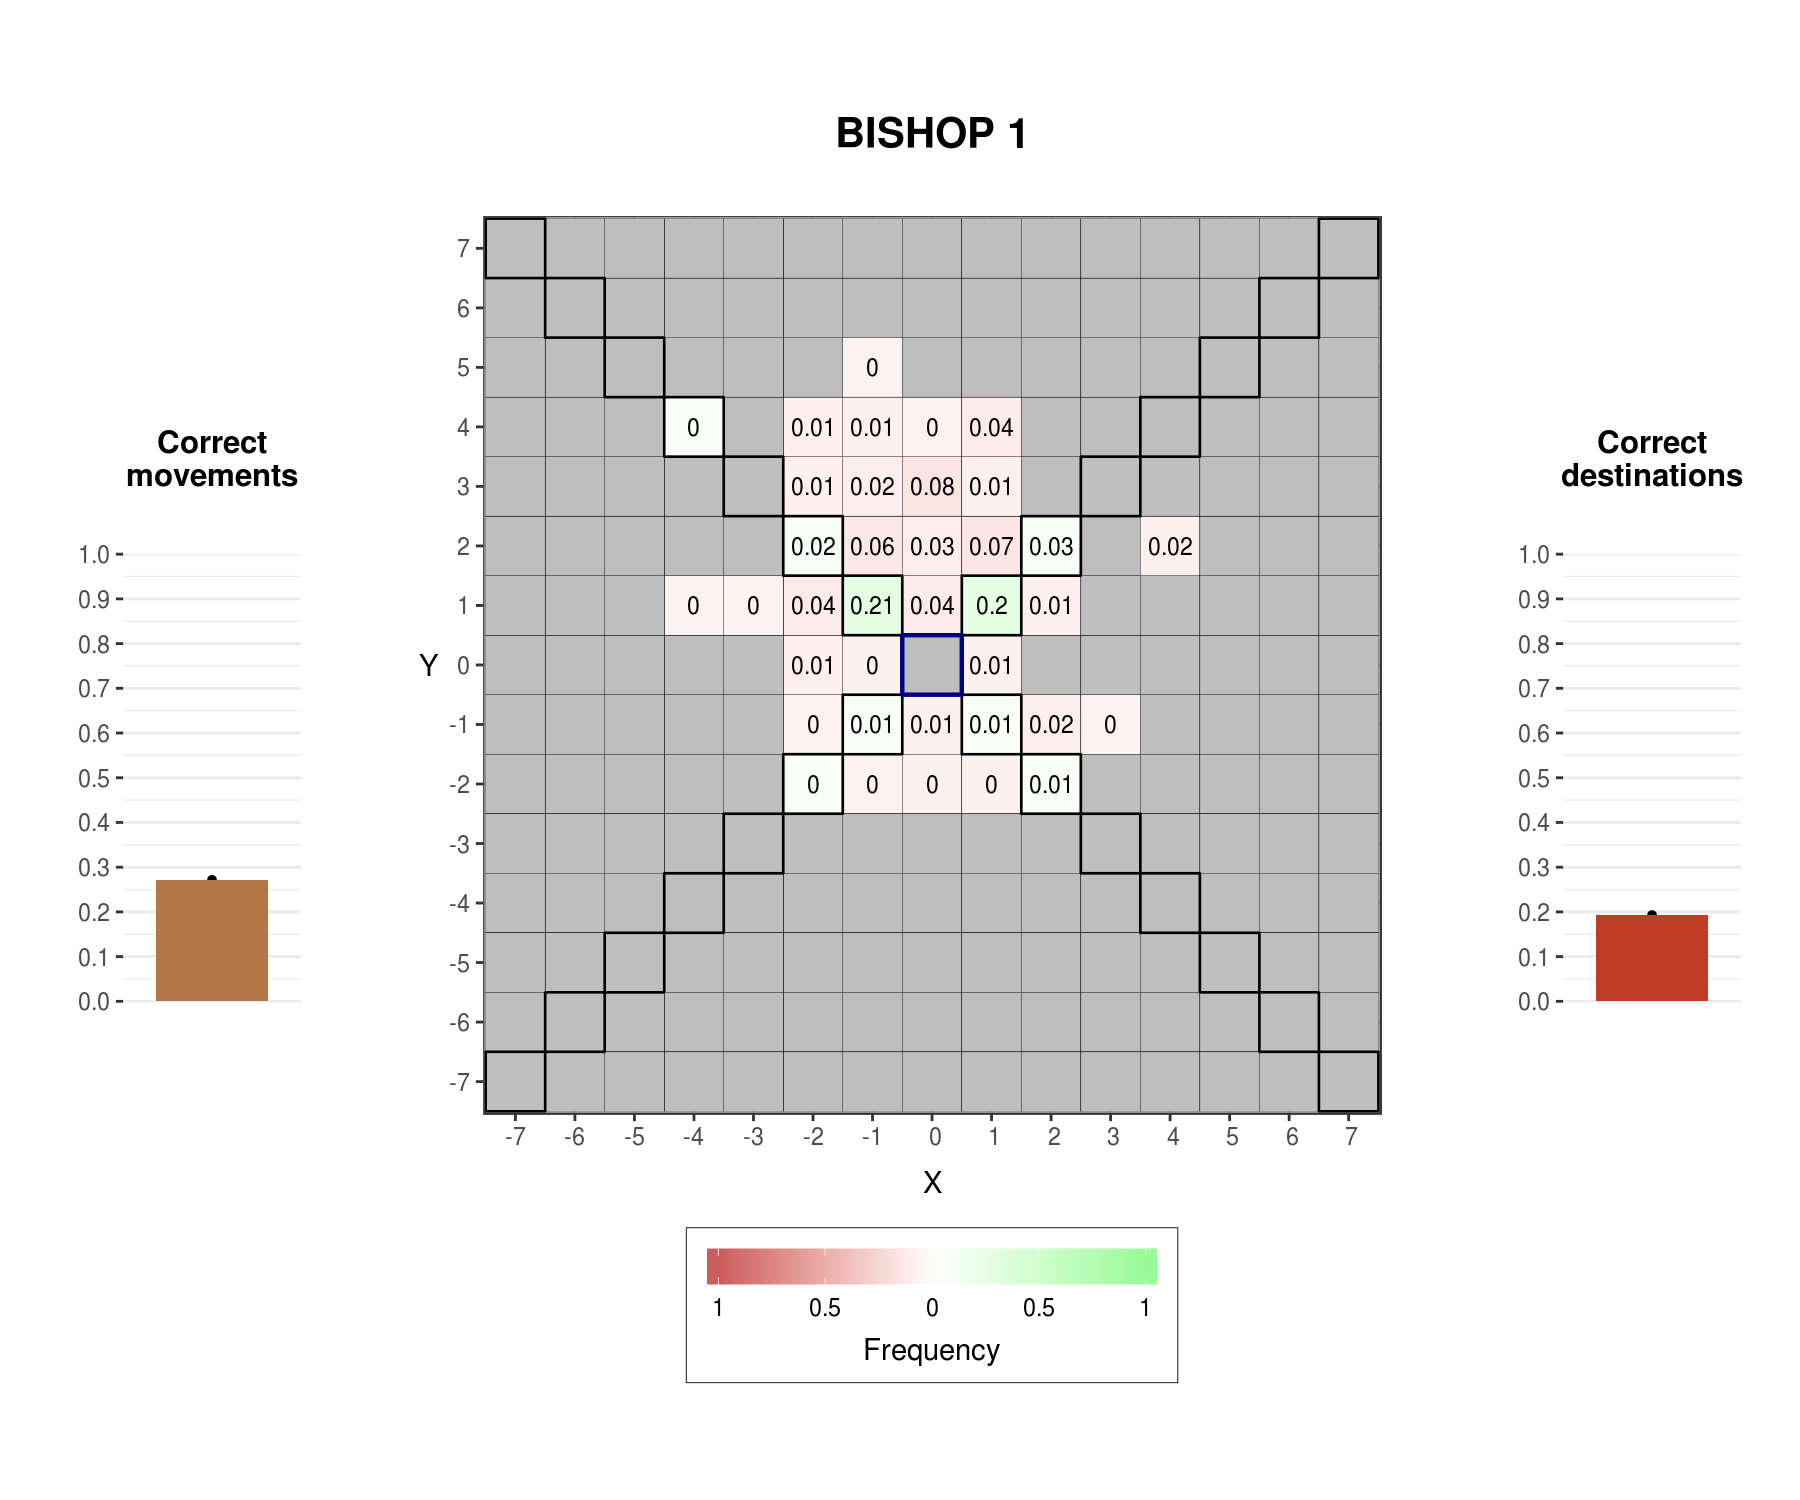 BISHOP 1
Correct
movements
1.0
0.9
0.8
0.7
0.6
0.5
0.4
0.3
0.2
0.1
0.0
Y
7
6
5
4
3
2
1
0
-1
-2
-3
-4
-5
-6
-7
0
0 0.01 0.01 0 0.04
0.01 0.02 0.08 0.01
0.02 0.06 0.03 0.07 0.03 0.02
0 0 0.04 0.21 0.04 0.2 0.01
0.01 0 0.01
0 0.01 0.01 0.01 0.02 0
0 0 0 0 0.01
-7 -6 -5 -4 -3 -2 -1 0 1 2 3 4 5 6 7
X
1 0.5 0 0.5 1
Frequency
Correct
destinations
1.0
0.9
0.8
0.7
0.6
0.5
0.4
0.3
0.2
0.1
0.0